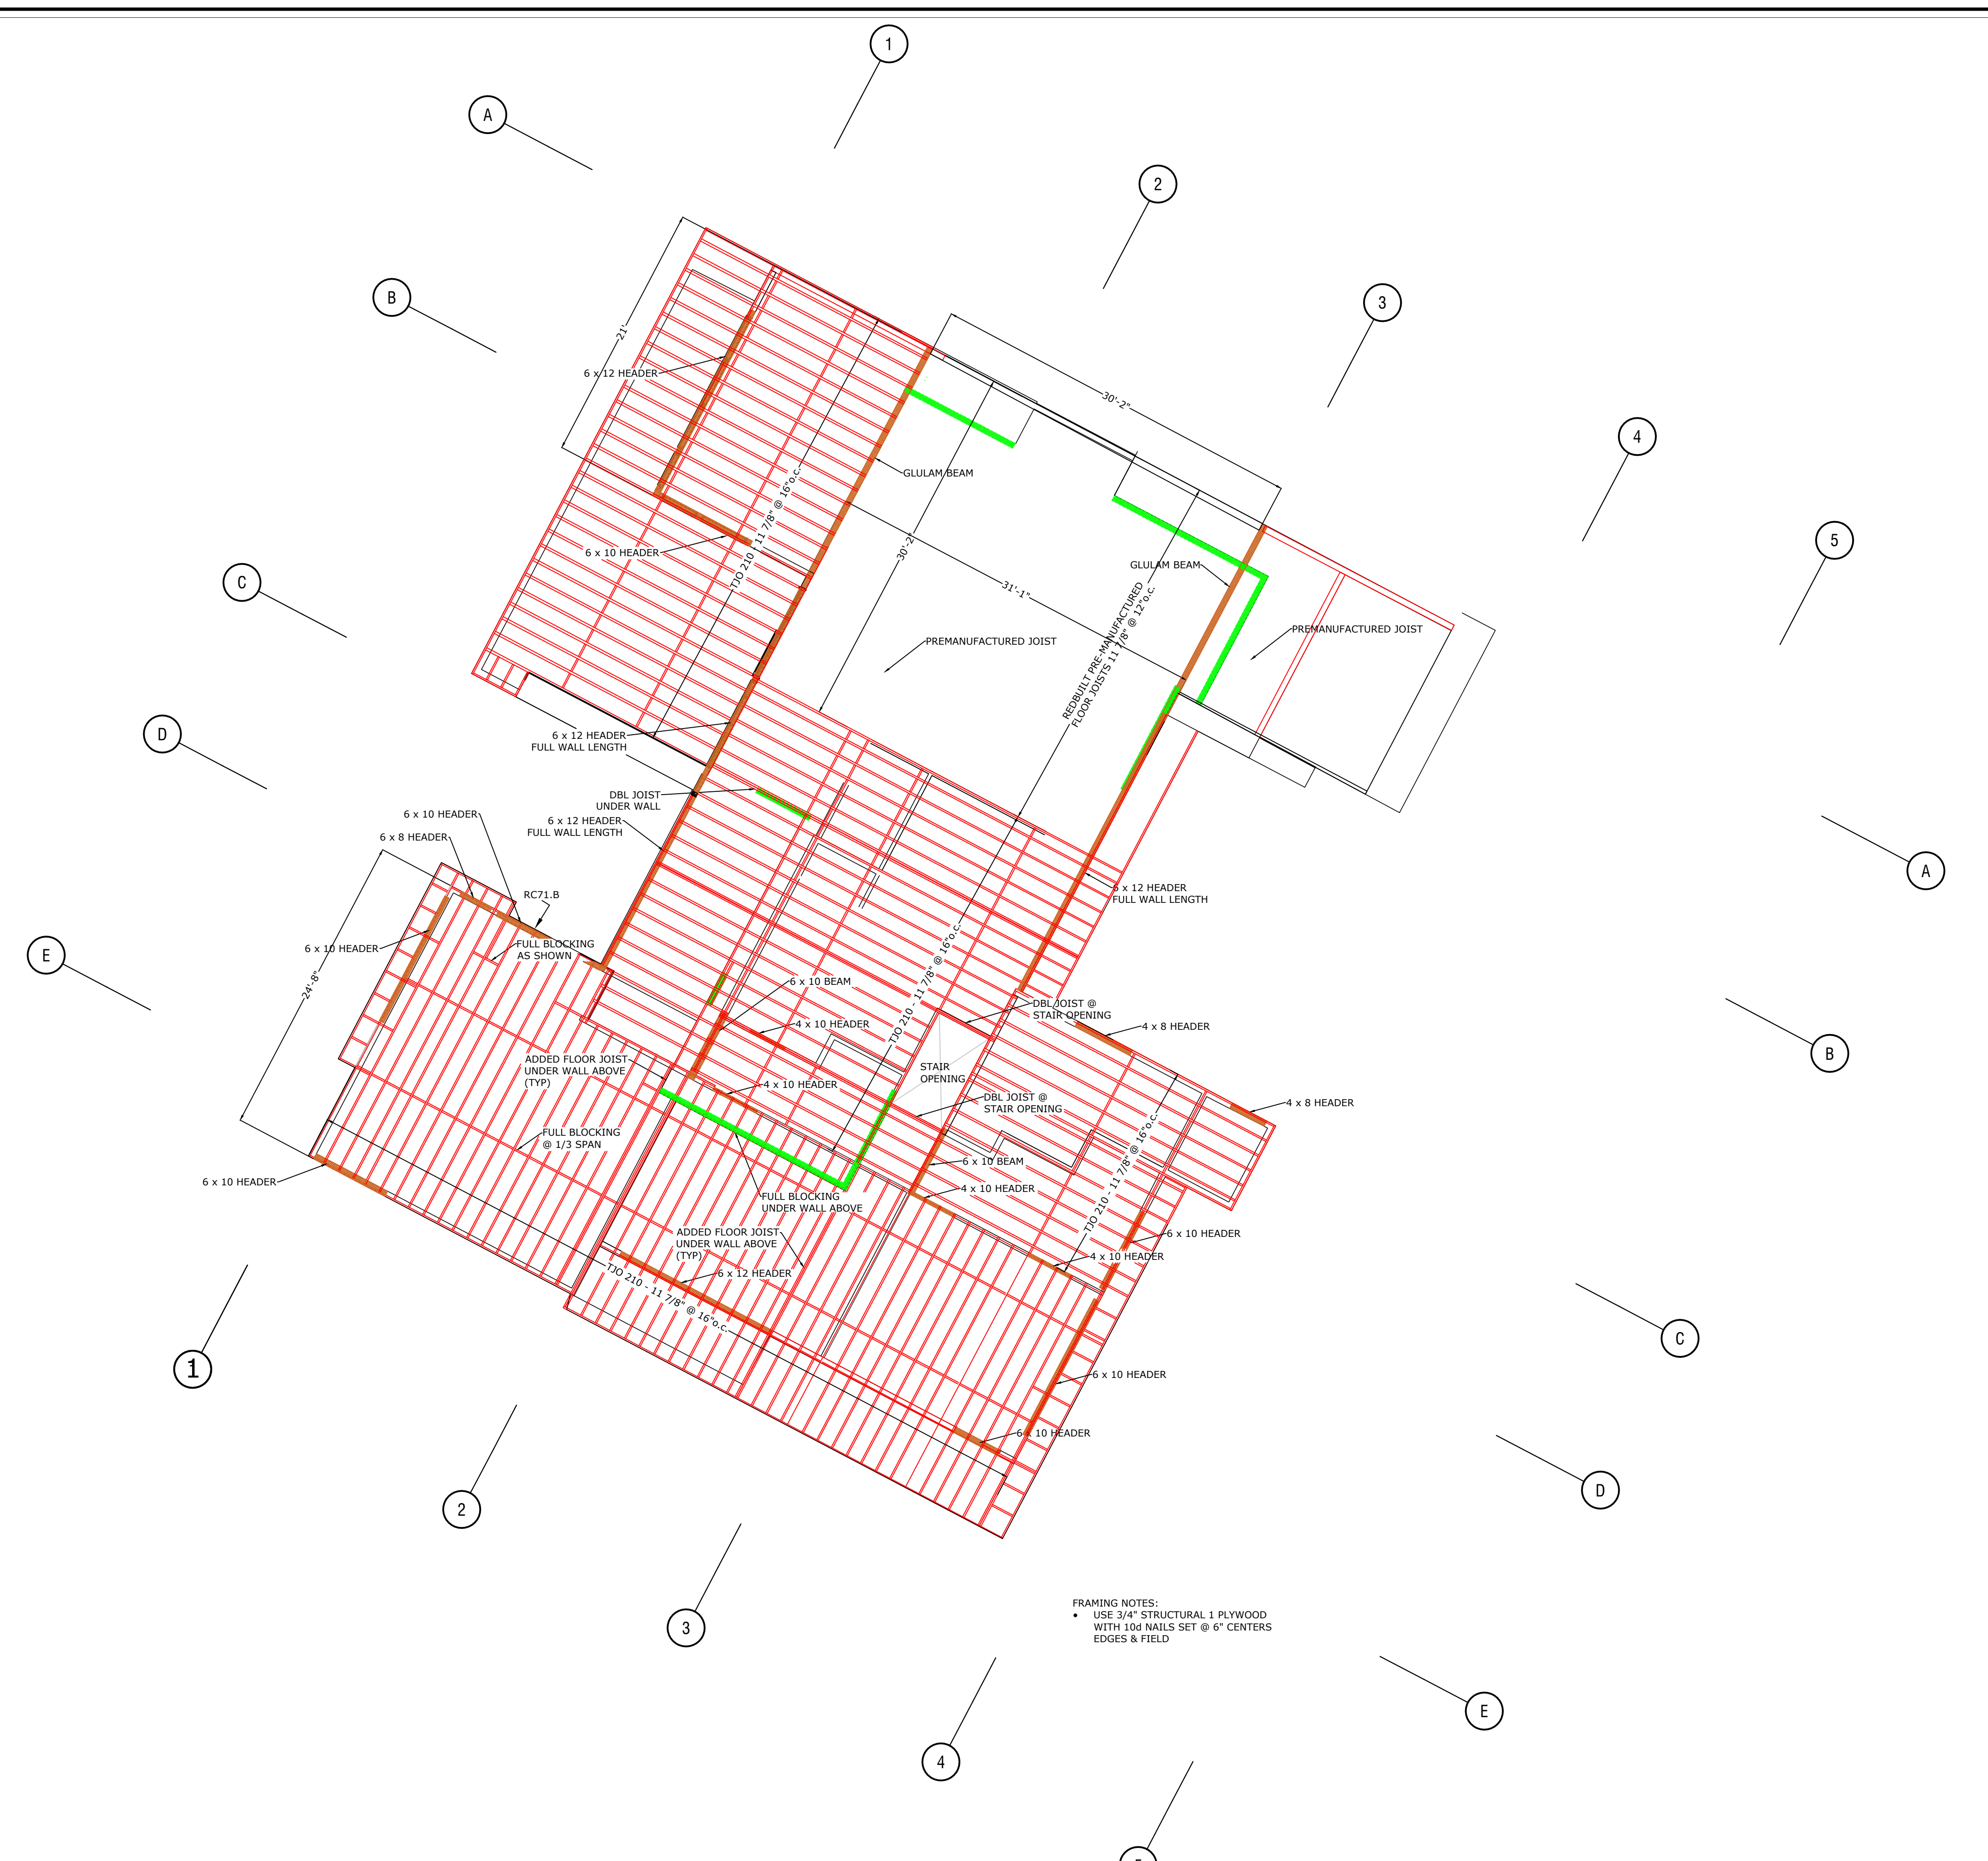 1
A
2
B
3
21'
6 x 12 HEADER
30'-2"
4
GLULAM BEAM
TJO 210 - 11 7/8" @ 16"o.c.
6 x 10 HEADER
30'-2"
C
5
31'-1"
GLULAM BEAM
REDBUILT PRE-MANUFACTURED
FLOOR JOISTS 11 7/8" @ 12"o.c.
PREMANUFACTURED JOIST
PREMANUFACTURED JOIST
D
6 x 12 HEADER
FULL WALL LENGTH
DBL JOIST
UNDER WALL
6 x 12 HEADER
FULL WALL LENGTH
6 x 10 HEADER
6 x 8 HEADER
A
RC71.B
6 x 12 HEADER
FULL WALL LENGTH
E
6 x 10 HEADER
FULL BLOCKING
AS SHOWN
24'-8"
6 x 10 BEAM
TJO 210 - 11 7/8" @ 16"o.c.
4 x 10 HEADER
DBL JOIST @
STAIR OPENING
4 x 8 HEADER
B
ADDED FLOOR JOIST
UNDER WALL ABOVE
(TYP)
4 x 10 HEADER
STAIR
OPENING
DBL JOIST @
STAIR OPENING
4 x 8 HEADER
FULL BLOCKING
@ 1/3 SPAN
6 x 10 BEAM
TJO 210 - 11 7/8" @ 16"o.c.
6 x 10 HEADER
4 x 10 HEADER
FULL BLOCKING
UNDER WALL ABOVE
ADDED FLOOR JOIST
UNDER WALL ABOVE
(TYP)
6 x 10 HEADER
4 x 10 HEADER
6 x 12 HEADER
TJO 210 - 11 7/8" @ 16"o.c.
C
1
6 x 10 HEADER
6 x 10 HEADER
D
2
3
FRAMING NOTES:
• USE 3/4" STRUCTURAL 1 PLYWOOD
WITH 10d NAILS SET @ 6" CENTERS
EDGES & FIELD
E
4